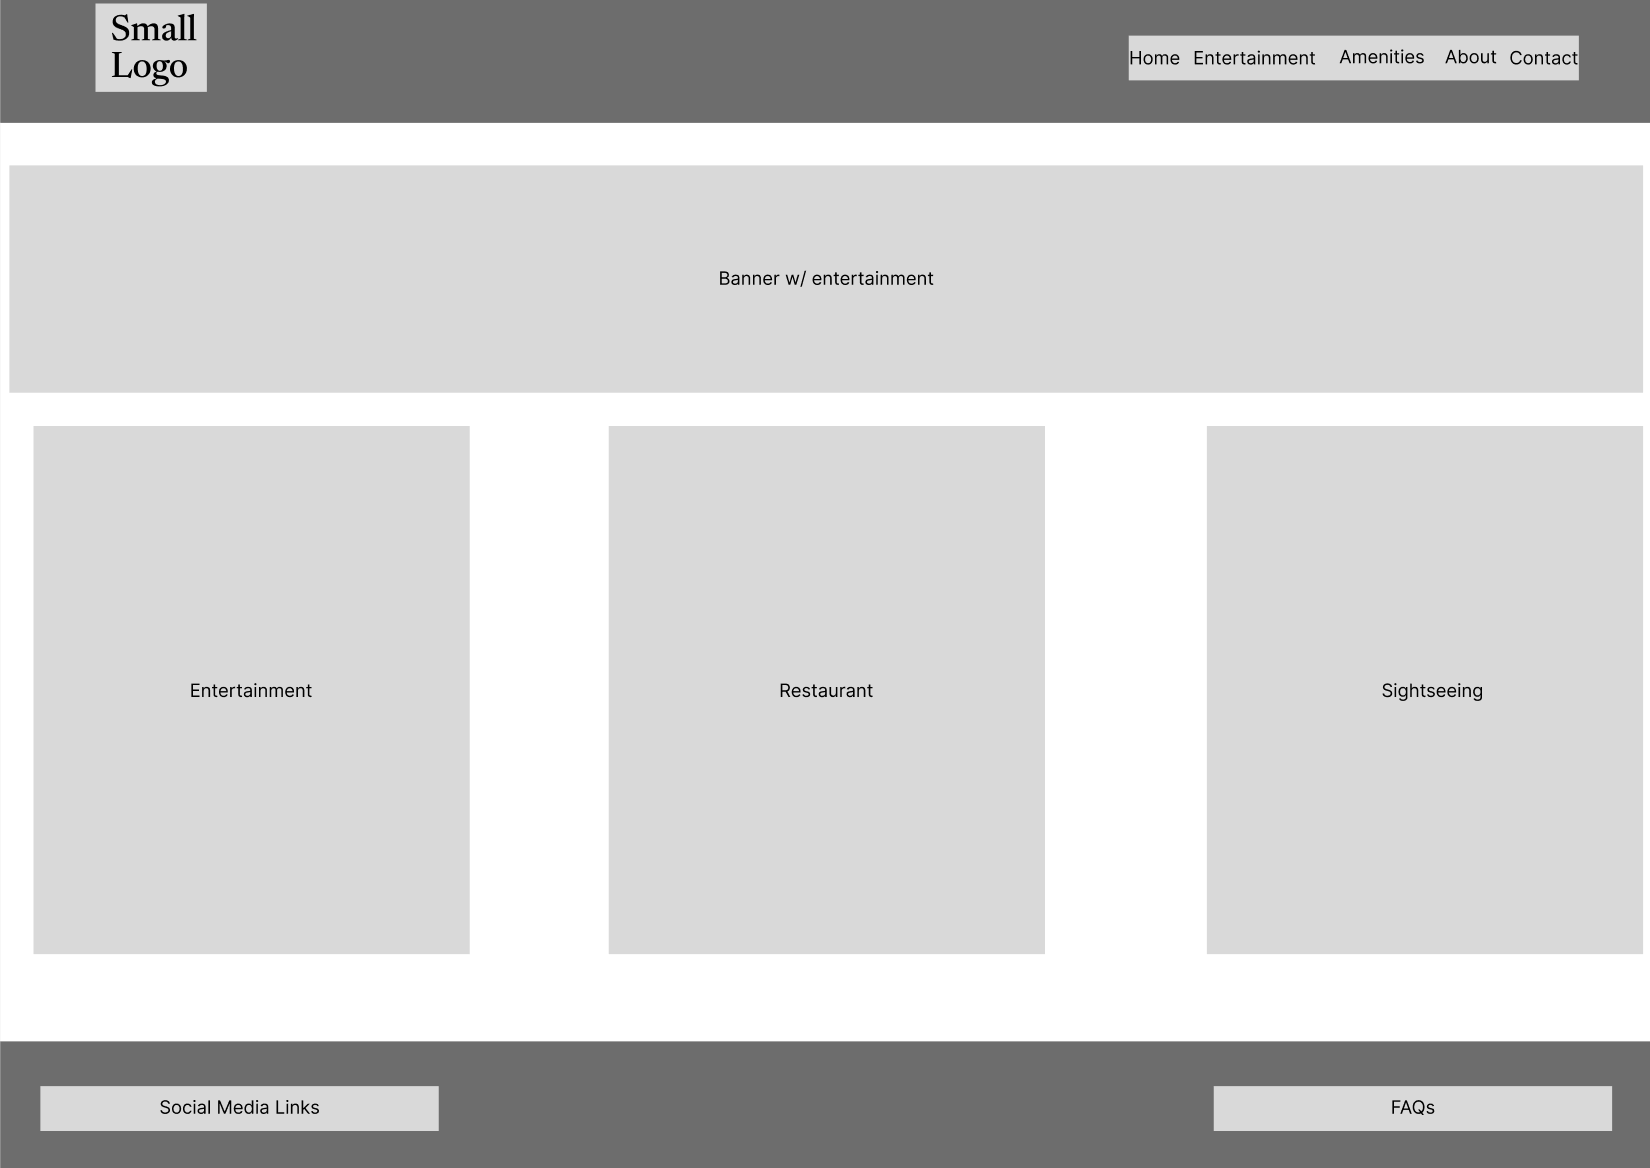 Small
Logo
Home Entertainment Amenities About Contact
Banner w/ entertainment
Entertainment
Restaurant
Sightseeing
Social Media Links
FAQs